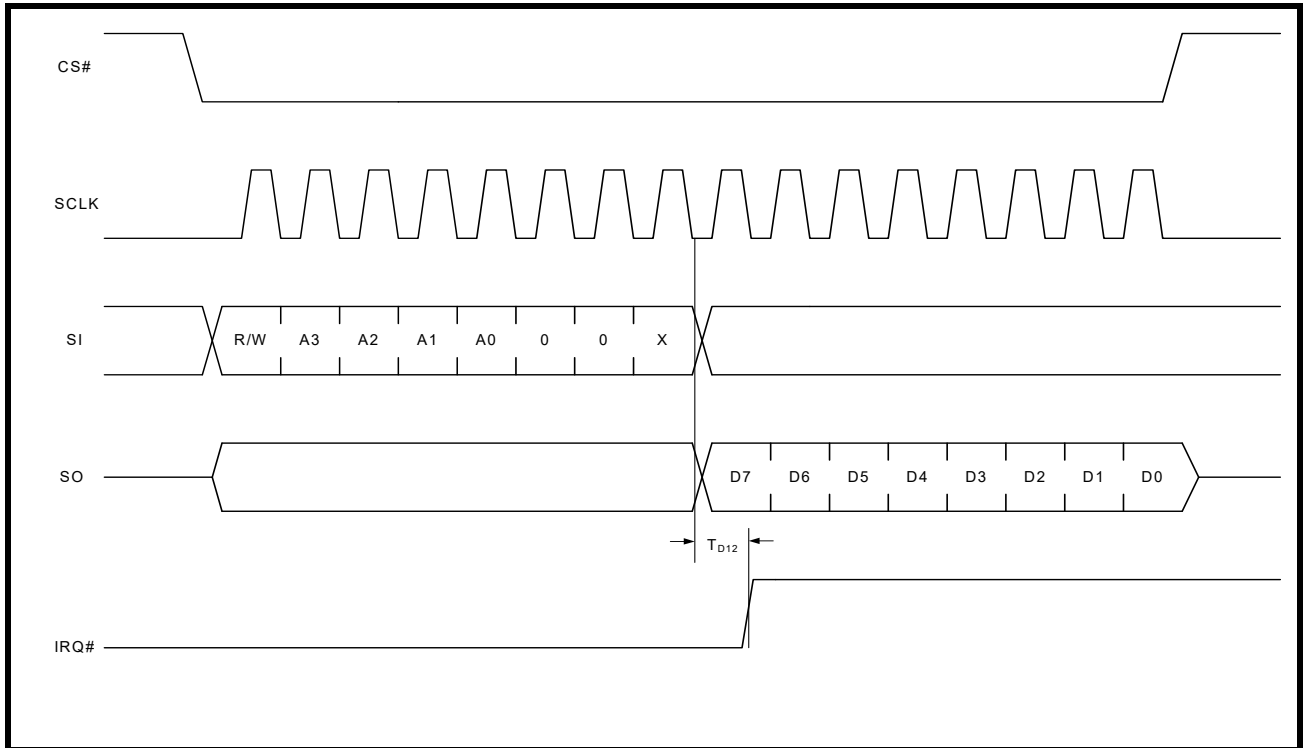 CS#
SCLK
SI R/W A3 A2 A1 A0 0 0 X
SO D7 D6 D5 D4 D3 D2 D1 D0
TD12
IRQ#